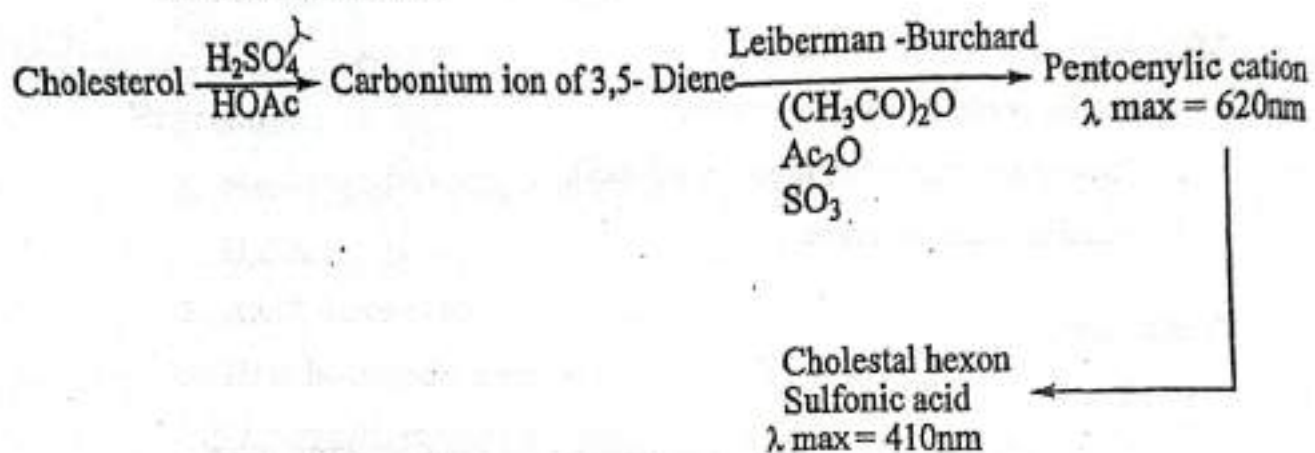 Cholesterol H₂SO₄ HOAc Carbonium ion of 3,5- Diene Leiberman -Burchard (CH₃CO)₂O Pentoenylic cation
λ max = 620nm
Ac₂O
SO₃
Cholestal hexon
Sulfonic acid
λ max = 410nm